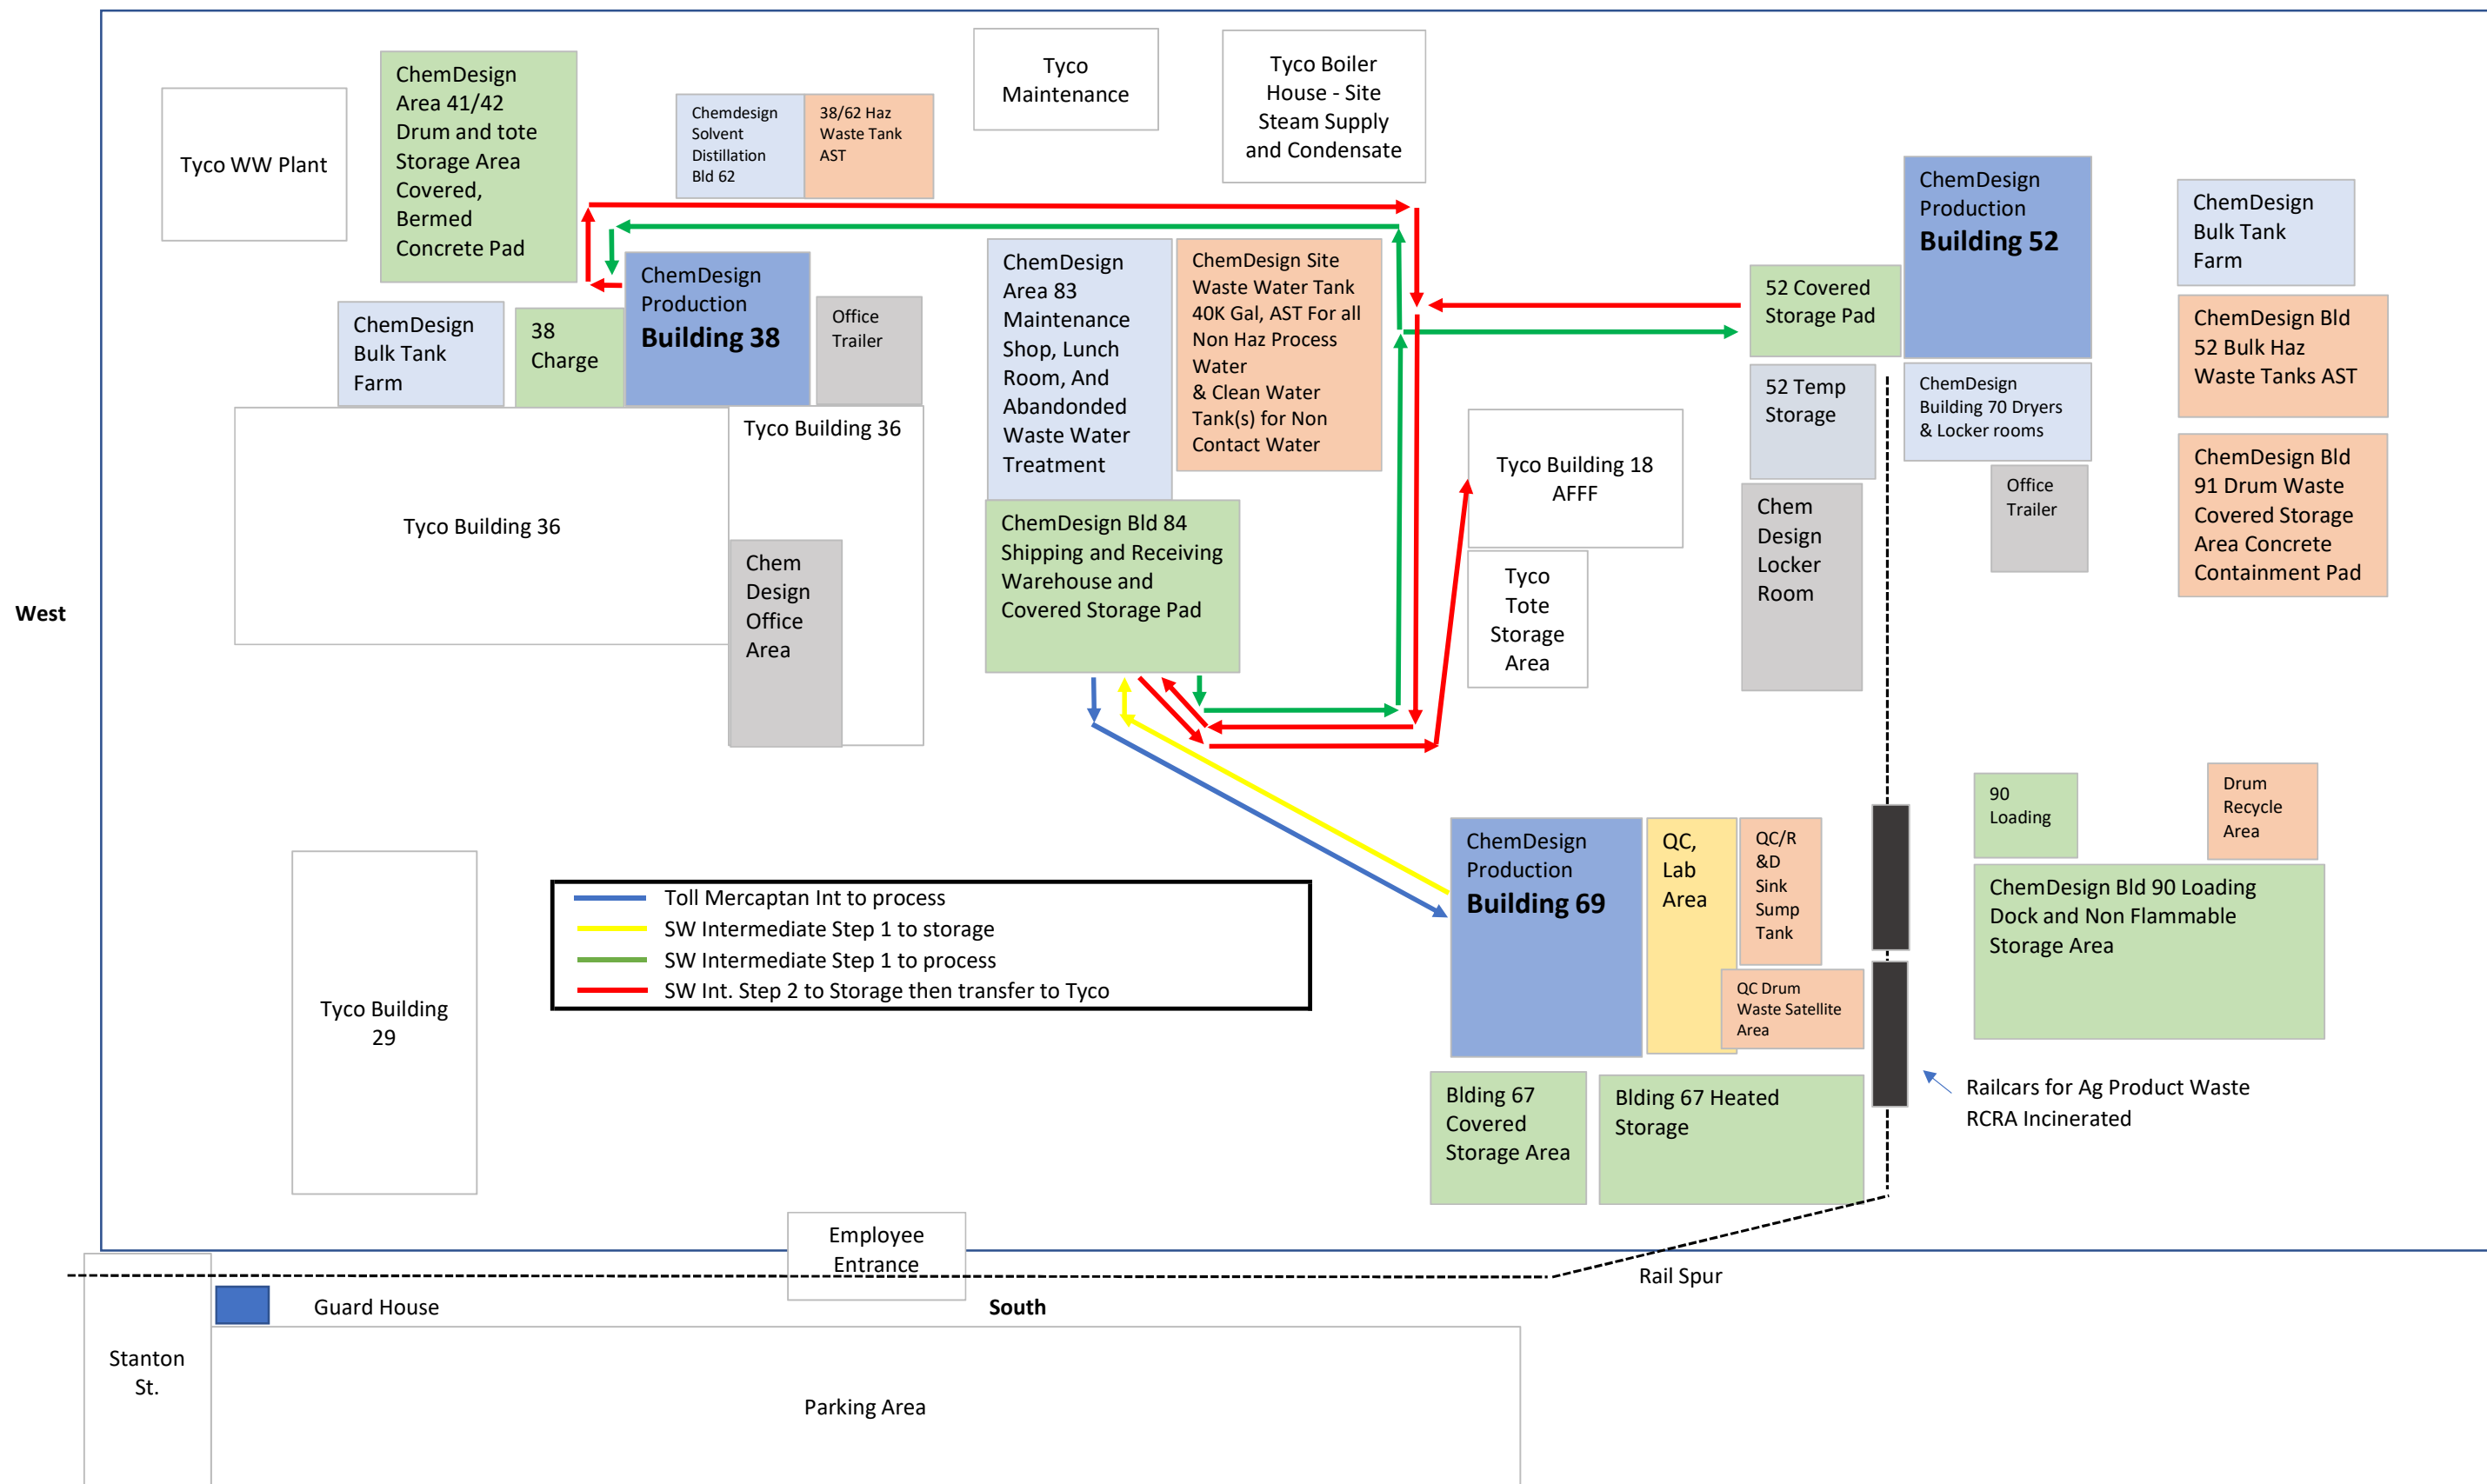 Tyco WW Plant
ChemDesign
Area 41/42
Drum and tote
Storage Area
Covered,
Bermed
Concrete Pad
Chemdesign
Solvent
Distillation
Bld 62
38/62 Haz
Waste Tank
AST
Tyco
Maintenance
Tyco Boiler
House - Site
Steam Supply
and Condensate
ChemDesign
Production
Building 52
ChemDesign
Bulk Tank
Farm
ChemDesign
Bulk Tank
Farm
38
Charge
ChemDesign
Production
Building 38
Office
Trailer
ChemDesign
Area 83
Maintenance
Shop, Lunch
Room, And
Abandonded
Waste Water
Treatment
ChemDesign Site
Waste Water Tank
40K Gal, AST For all
Non Haz Process
Water
& Clean Water
Tank(s) for Non
Contact Water
52 Covered
Storage Pad
ChemDesign Bld
52 Bulk Haz
Waste Tanks AST
52 Temp
Storage
ChemDesign
Building 70 Dryers
& Locker rooms
Tyco Building 36
Tyco Building 36
Chem
Design
Office
Area
ChemDesign Bld 84
Shipping and Receiving
Warehouse and
Covered Storage Pad
Tyco Building 18
AFFF
Tyco
Tote
Storage
Area
Chem
Design
Locker
Room
Office
Trailer
ChemDesign Bld
91 Drum Waste
Covered Storage
Area Concrete
Containment Pad
West
90
Loading
Drum
Recycle
Area
ChemDesign
Production
Building 69
QC,
Lab
Area
QC/R
&D
Sink
Sump
Tank
QC Drum
Waste Satellite
Area
ChemDesign Bld 90 Loading
Dock and Non Flammable
Storage Area
Toll Mercaptan Int to process
SW Intermediate Step 1 to storage
SW Intermediate Step 1 to process
SW Int. Step 2 to Storage then transfer to Tyco
Tyco Building
29
Blding 67
Covered
Storage Area
Blding 67 Heated
Storage
Railcars for Ag Product Waste
RCRA Incinerated
Employee
Entrance
Rail Spur
Guard House
South
Stanton
St.
Parking Area